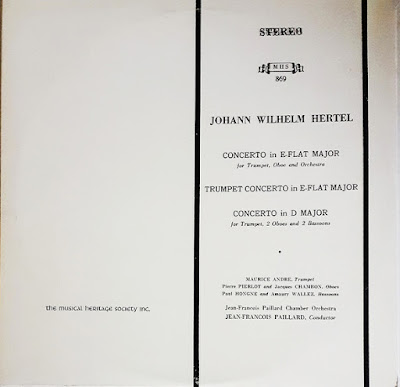 STEREO
MHS
869
JOHANN WILHELM HERTEL
CONCERTO in E-FLAT MAJOR
for Trumpet, Oboe and Orchestra
TRUMPET CONCERTO in E-FLAT MAJOR
CONCERTO in D MAJOR
for Trumpet, 2 Oboes and 2 Bassoons
MAURICE ANDRE, Trumpet
Pierre PIERLOT and Jacques CHAMBON, Oboes
Paul HONGNE and Amaury WALLEZ, Bassoons
Jean-Francois Paillard Chamber Orchestra
JEAN-FRANCOIS PAILLARD, Conductor
the musical heritage society inc.